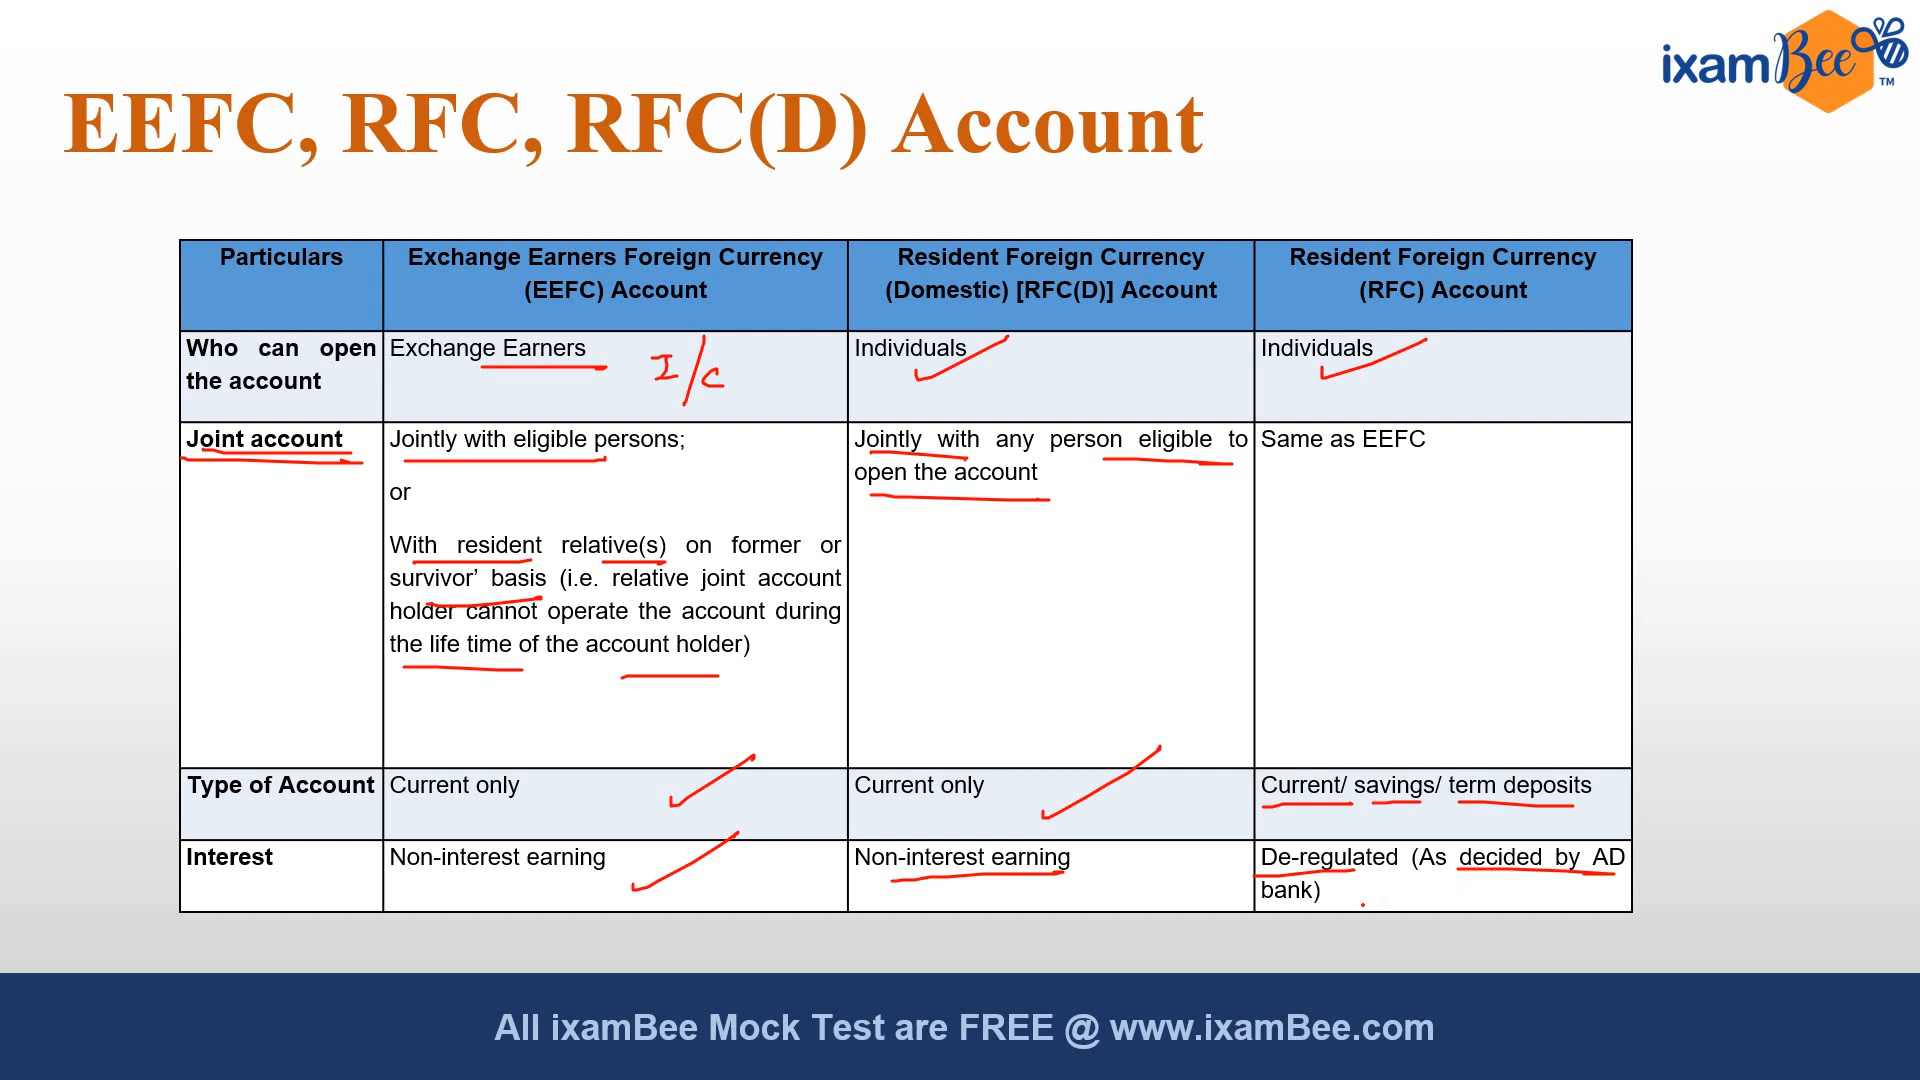 ixamBee TM
EEFC, RFC, RFC(D) Account
Particulars
Exchange Earners Foreign Currency
(EEFC) Account
Resident Foreign Currency
(Domestic) [RFC(D)] Account
Resident Foreign Currency
(RFC) Account
Who can open
the account
Exchange Earners
I/C
Individuals
Individuals
Joint account
Jointly with eligible persons;
or
With resident relative(s) on former or
survivor’ basis (i.e. relative joint account
holder cannot operate the account during
the life time of the account holder)
Jointly with any person eligible to
open the account
Same as EEFC
Type of Account
Current only
Current only
Current/ savings/ term deposits
Interest
Non-interest earning
Non-interest earning
De-regulated (As decided by AD
bank)
All ixamBee Mock Test are FREE @ www.ixamBee.com